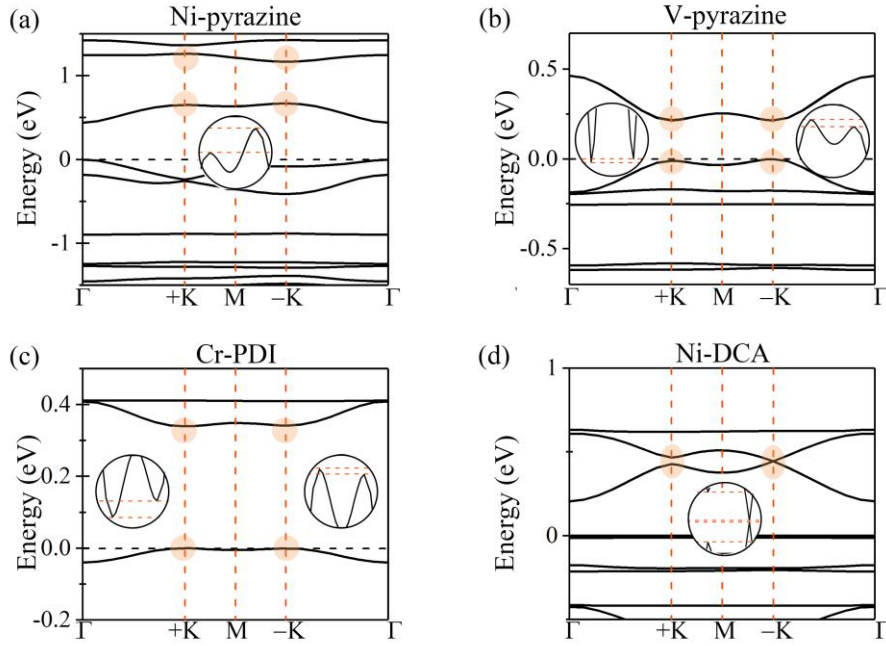 (a) Ni-pyrazine
Energy (eV)
1
0
-1
Γ +K M −K Γ
(b) V-pyrazine
Energy (eV)
0.5
0.0
-0.5
Γ +K M −K Γ
(c) Cr-PDI
Energy (eV)
0.4
0.2
0.0
-0.2
Γ +K M −K Γ
(d) Ni-DCA
Energy (eV)
1
0
Γ +K M −K Γ